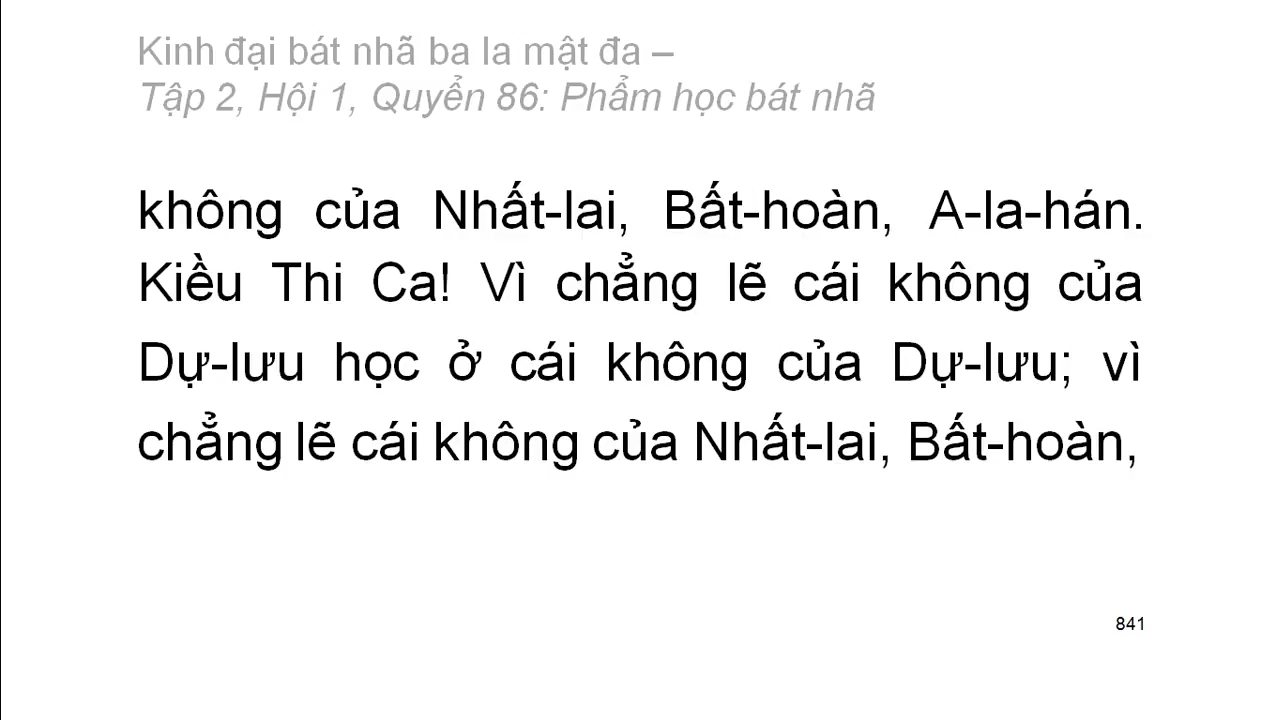 Kinh đại bát nhã ba la mật đa –
Tập 2, Hội 1, Quyển 86: Phẩm học bát nhã
không của Nhất-lai, Bất-hoàn, A-la-hán.
Kiều Thi Ca! Vì chẳng lẽ cái không của
Dự-lưu học ở cái không của Dự-lưu; vì
chẳng lẽ cái không của Nhất-lai, Bất-hoàn,
841